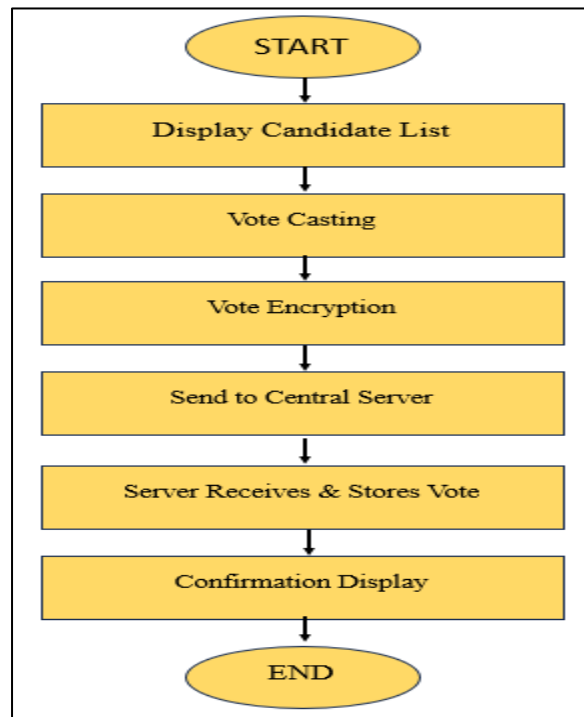 START
Display Candidate List
Vote Casting
Vote Encryption
Send to Central Server
Server Receives & Stores Vote
Confirmation Display
END